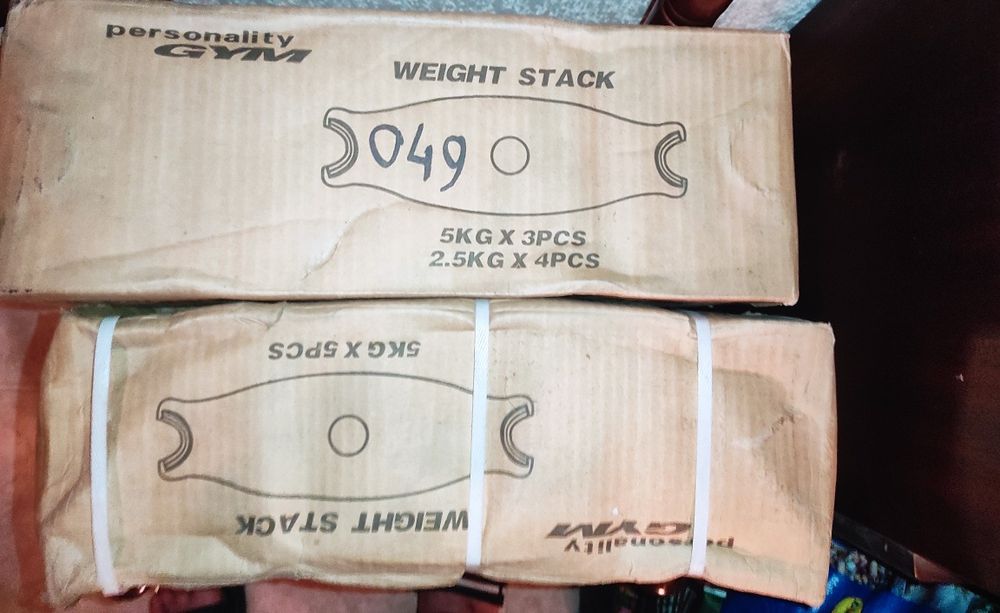 personality
GYM
WEIGHT STACK
049
5KG X 3PCS
2.5KG X 4PCS
personality
GYM
WEIGHT STACK
5KG X 5PCS